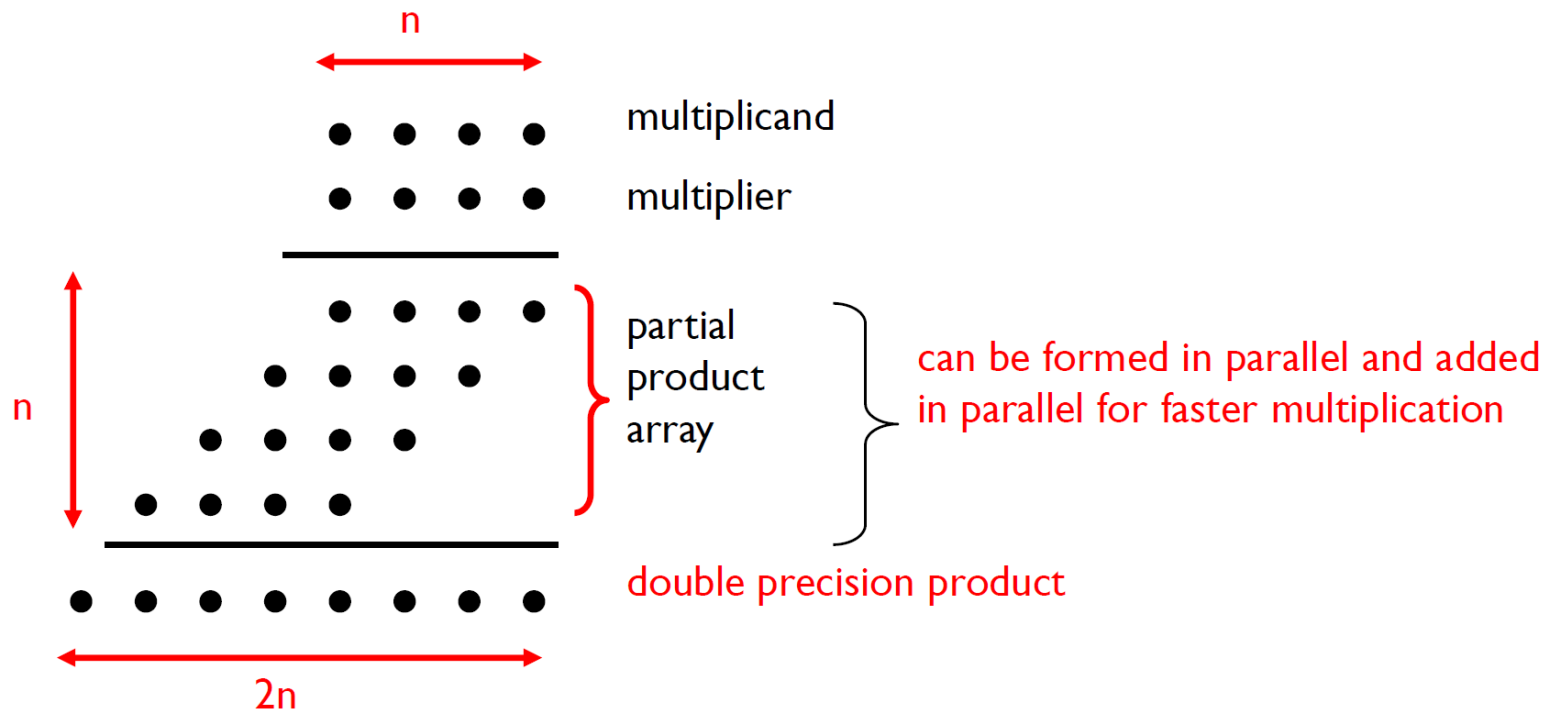 n
multiplicand
multiplier
n
partial
product
array
can be formed in parallel and added
in parallel for faster multiplication
double precision product
2n